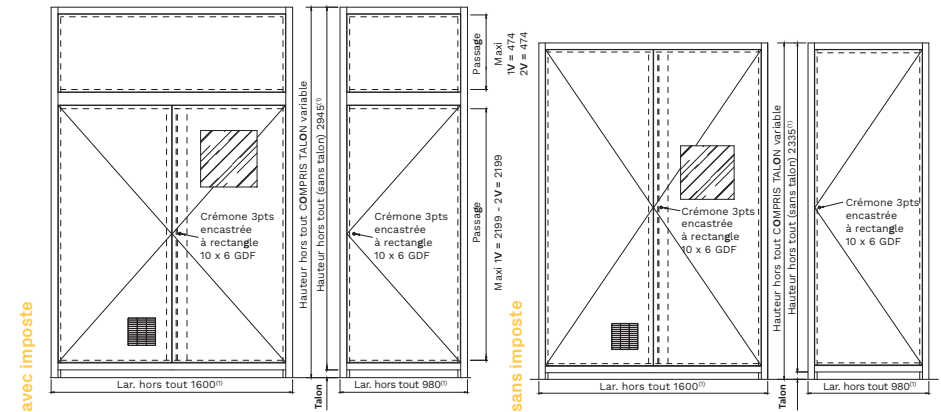 avec imposte
Crémone 3pts
encastrée
à rectangle
10 x 6 GDF
Lar. hors tout 1600⁽¹⁾
Hauteur hors tout COMPRIS TALON variable
Hauteur hors tout (sans talon) 2945⁽¹⁾
Talon
Crémone 3pts
encastrée
à rectangle
10 x 6 GDF
Lar. hors tout 980⁽¹⁾
Passage
Maxi
1V = 474
2V = 474
Passage
Maxi 1V = 2199 - 2V = 2199
sans imposte
Crémone 3pts
encastrée
à rectangle
10 x 6 GDF
Lar. hors tout 1600⁽¹⁾
Hauteur hors tout COMPRIS TALON variable
Hauteur hors tout (sans talon) 2335⁽¹⁾
Talon
Crémone 3pts
encastrée
à rectangle
10 x 6 GDF
Lar. hors tout 980⁽¹⁾